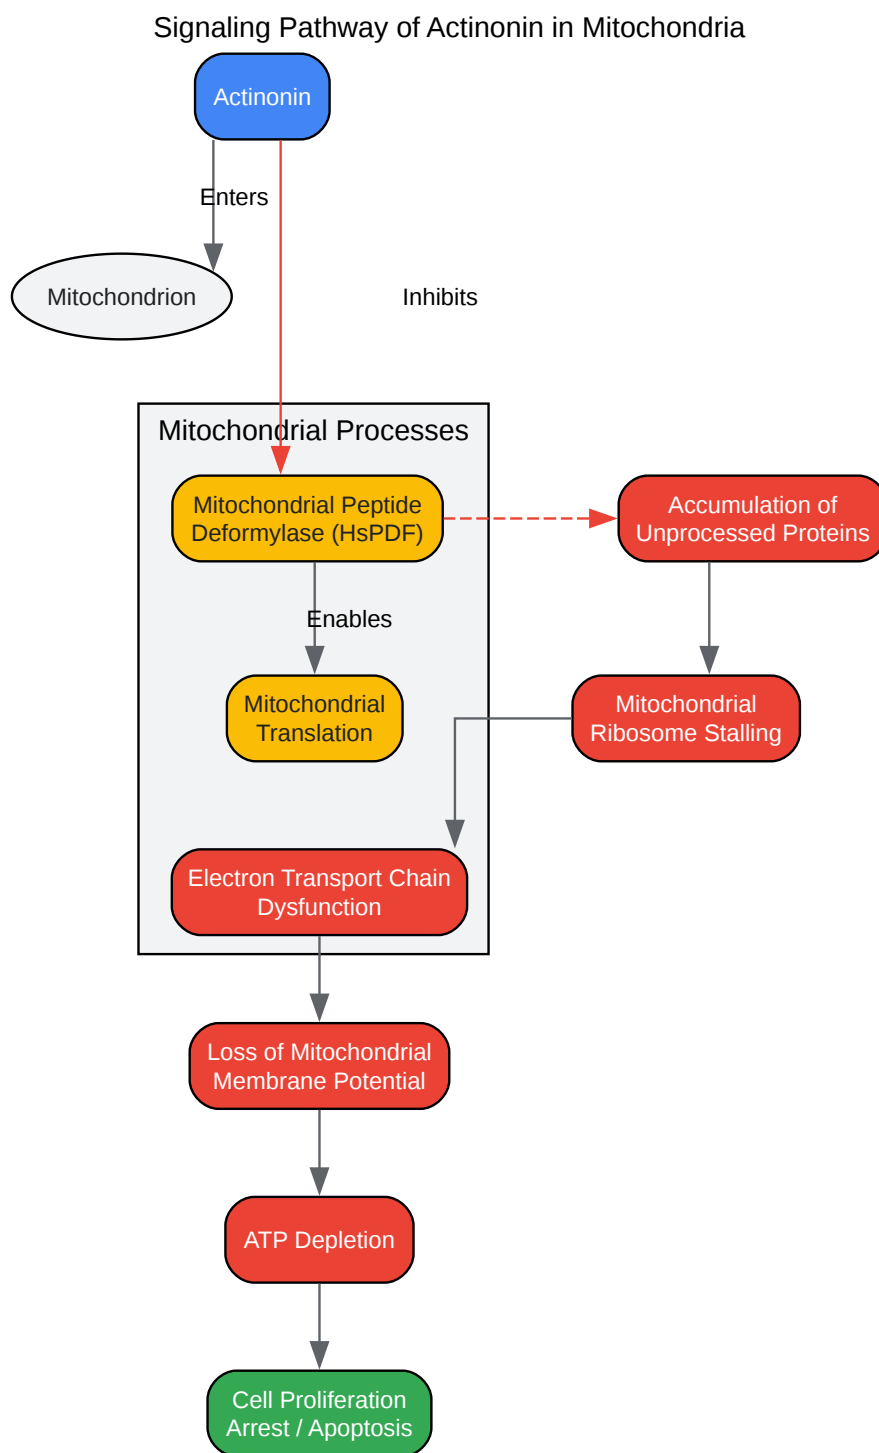 Signaling Pathway of Actinonin in Mitochondria
Actinonin
Enters
Mitochondrion
Inhibits
Mitochondrial Processes
Mitochondrial Peptide
Deformylase (HsPDF)
Accumulation of
Unprocessed Proteins
Enables
Mitochondrial
Translation
Mitochondrial
Ribosome Stalling
Electron Transport Chain
Dysfunction
Loss of Mitochondrial
Membrane Potential
ATP Depletion
Cell Proliferation
Arrest / Apoptosis